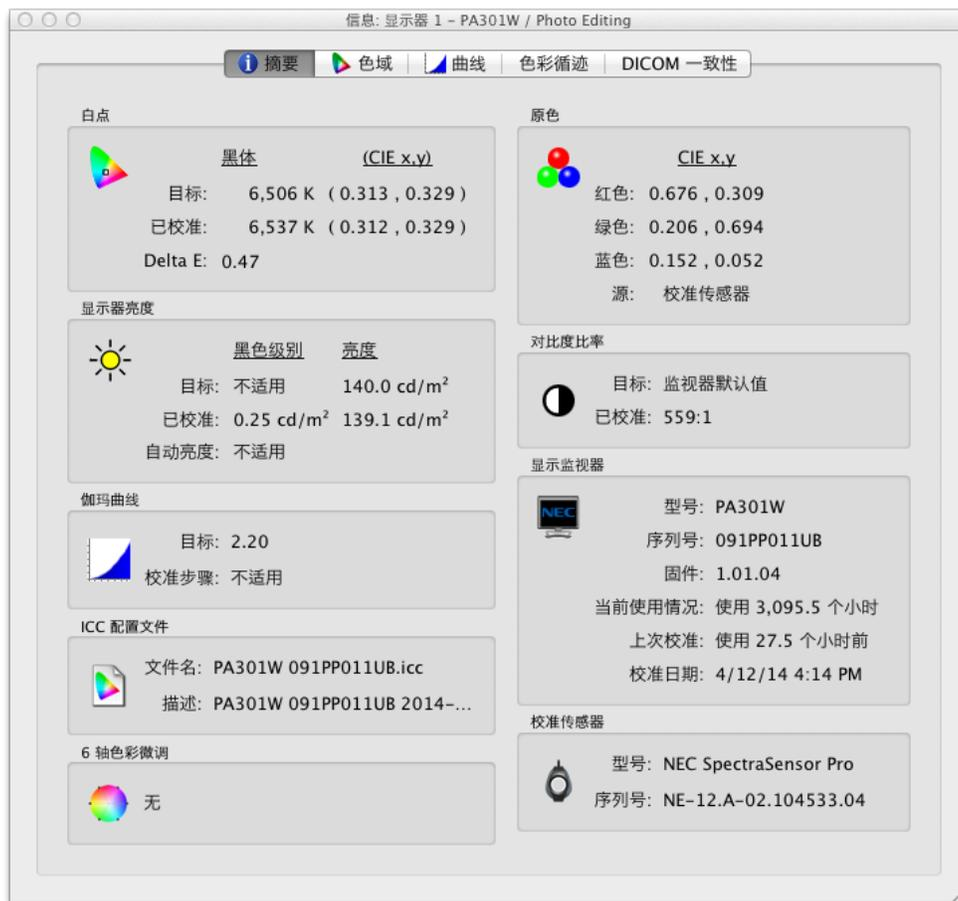 信息: 显示器 1 – PA301W / Photo Editing
摘要 色域 曲线 色彩循迹 DICOM 一致性
白点
黑体 (CIE x,y)
目标: 6,506 K ( 0.313 , 0.329 )
已校准: 6,537 K ( 0.312 , 0.329 )
Delta E: 0.47
显示器亮度
黑色级别 亮度
目标: 不适用 140.0 cd/m²
已校准: 0.25 cd/m² 139.1 cd/m²
自动亮度: 不适用
伽玛曲线
目标: 2.20
校准步骤: 不适用
ICC 配置文件
文件名: PA301W 091PP011UB.icc
描述: PA301W 091PP011UB 2014-...
6 轴色彩微调
无
原色
CIE x,y
红色: 0.676 , 0.309
绿色: 0.206 , 0.694
蓝色: 0.152 , 0.052
源: 校准传感器
对比度比率
目标: 监视器默认值
已校准: 559:1
显示监视器
NEC
型号: PA301W
序列号: 091PP011UB
固件: 1.01.04
当前使用情况: 使用 3,095.5 个小时
上次校准: 使用 27.5 个小时前
校准日期: 4/12/14 4:14 PM
校准传感器
型号: NEC SpectraSensor Pro
序列号: NE-12.A-02.104533.04